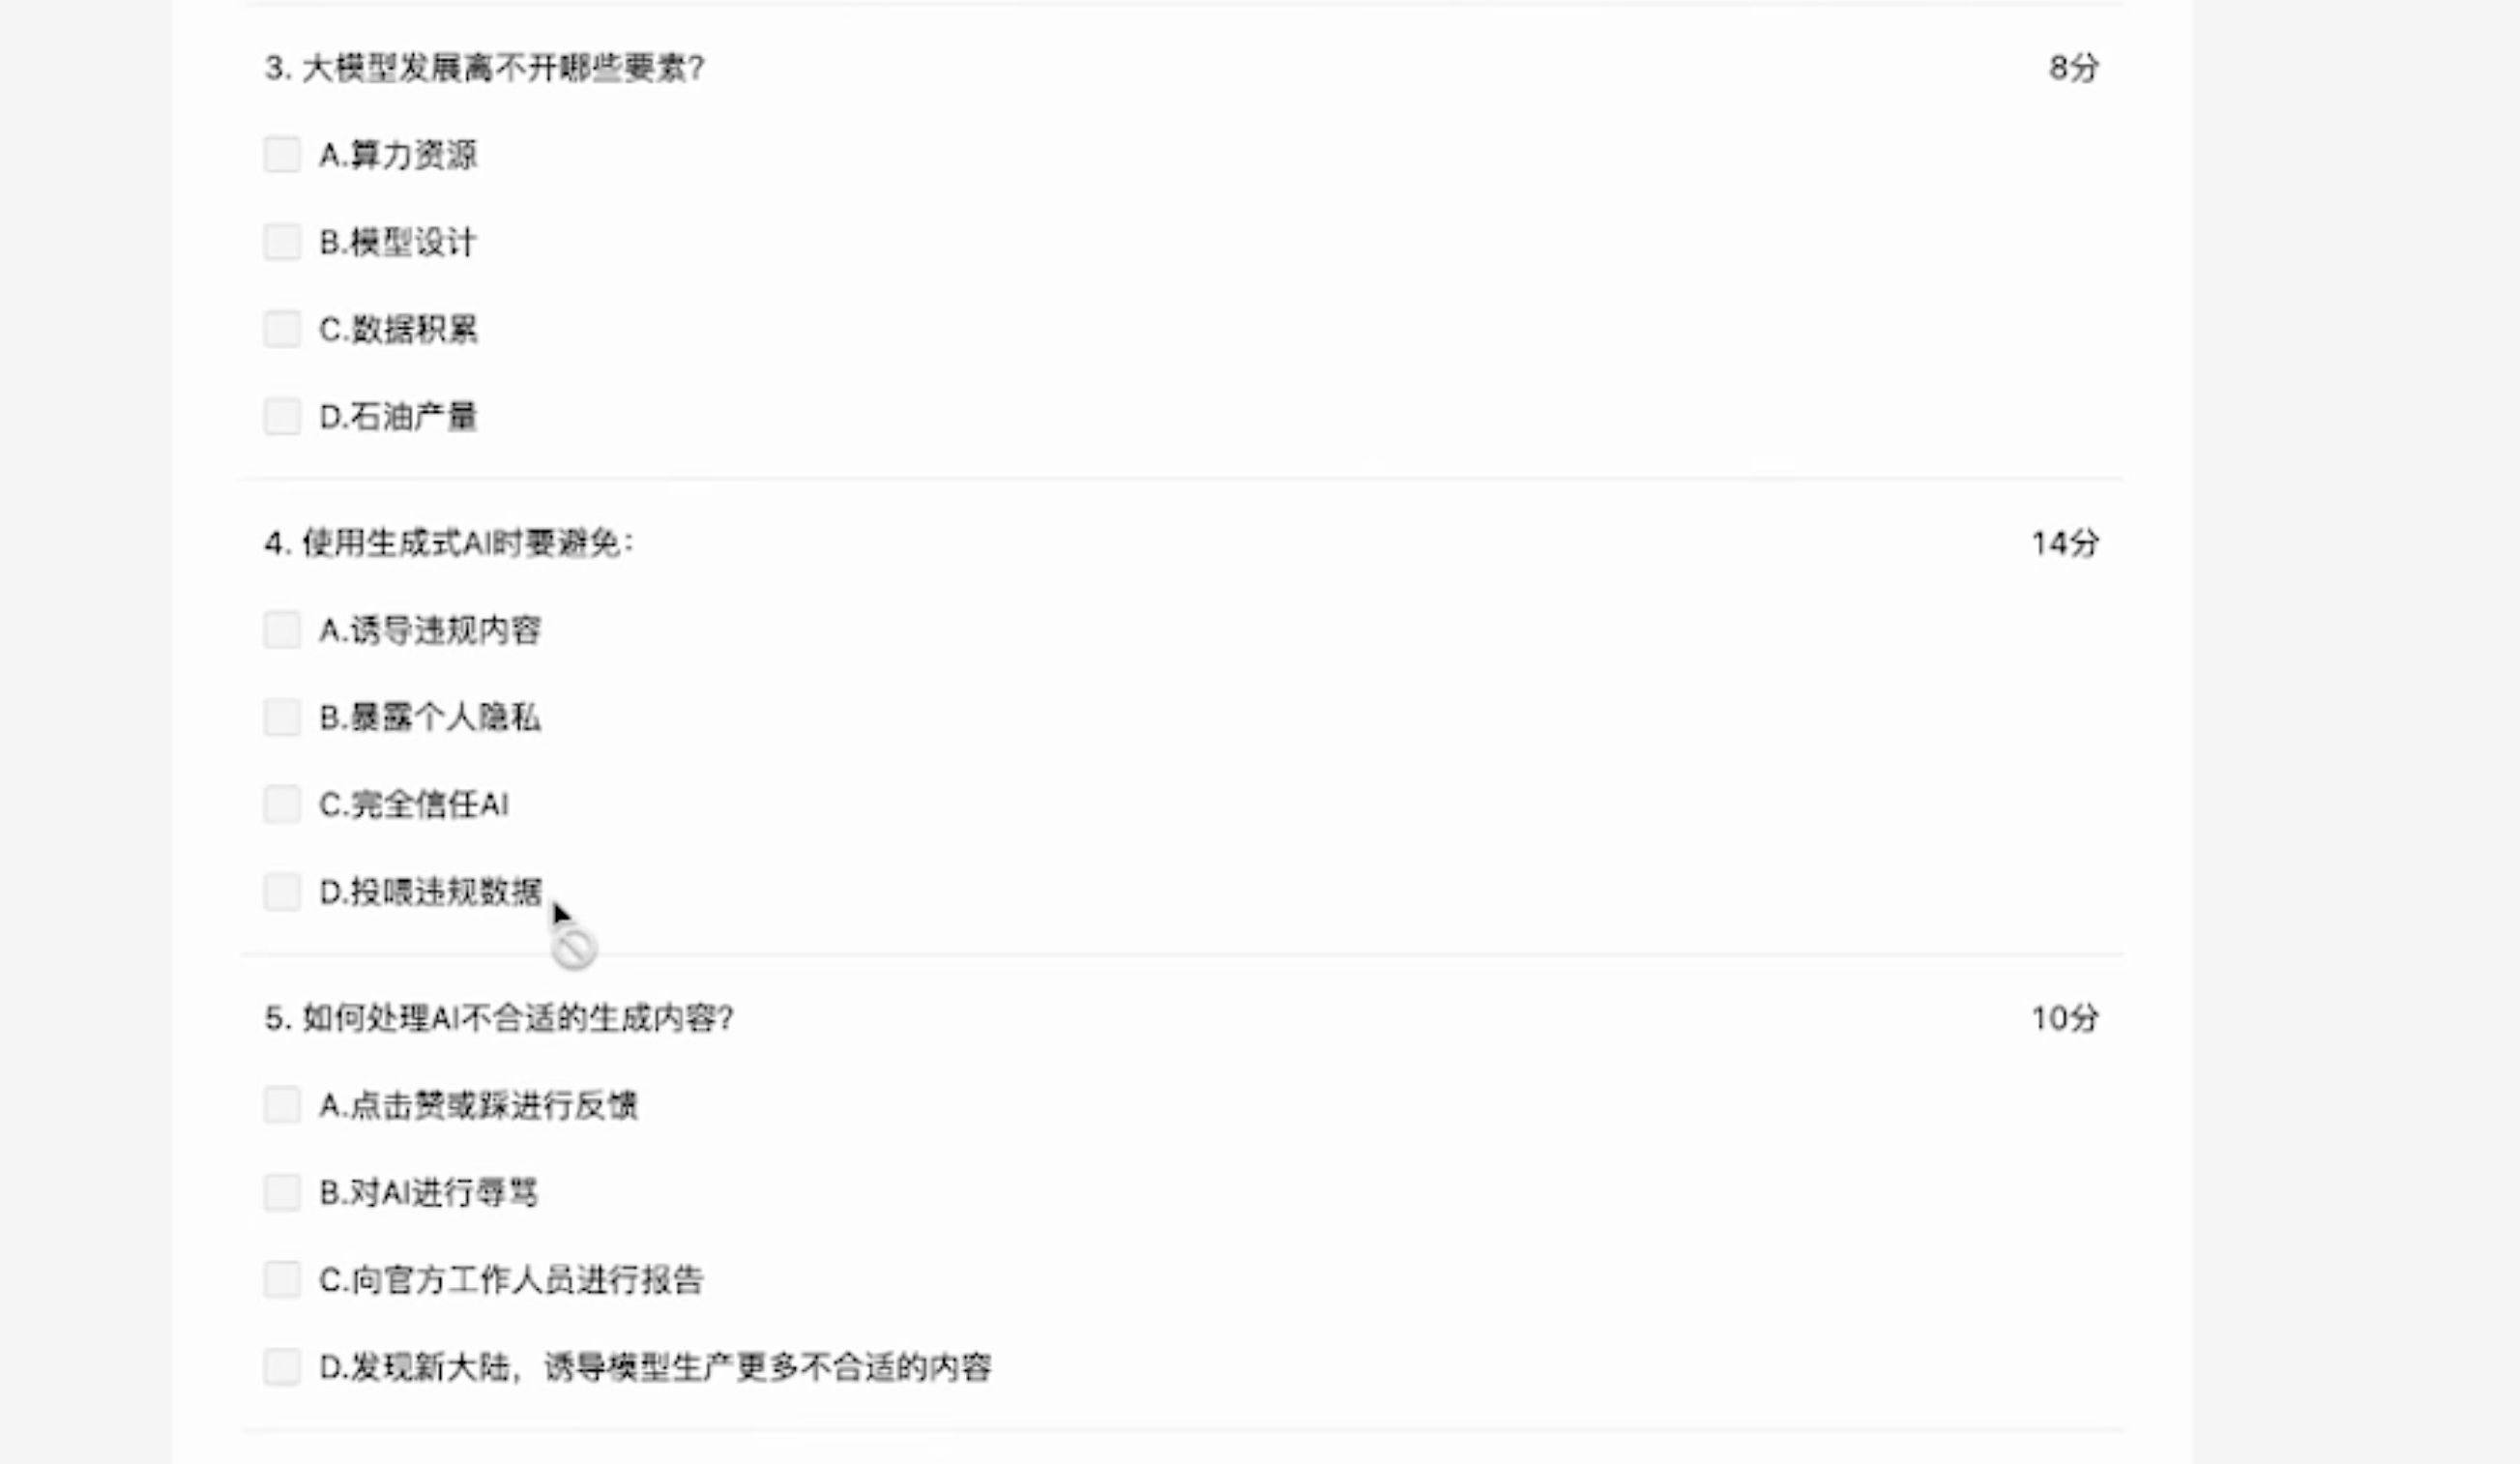 3. 大模型发展离不开哪些要素？ 8分
A.算力资源
B.模型设计
C.数据积累
D.石油产量
4. 使用生成式AI时要避免： 14分
A.诱导违规内容
B.暴露个人隐私
C.完全信任AI
D.投喂违规数据
5. 如何处理AI不合适的生成内容？ 10分
A.点击赞或踩进行反馈
B.对AI进行辱骂
C.向官方工作人员进行报告
D.发现新大陆，诱导模型生产更多不合适的内容